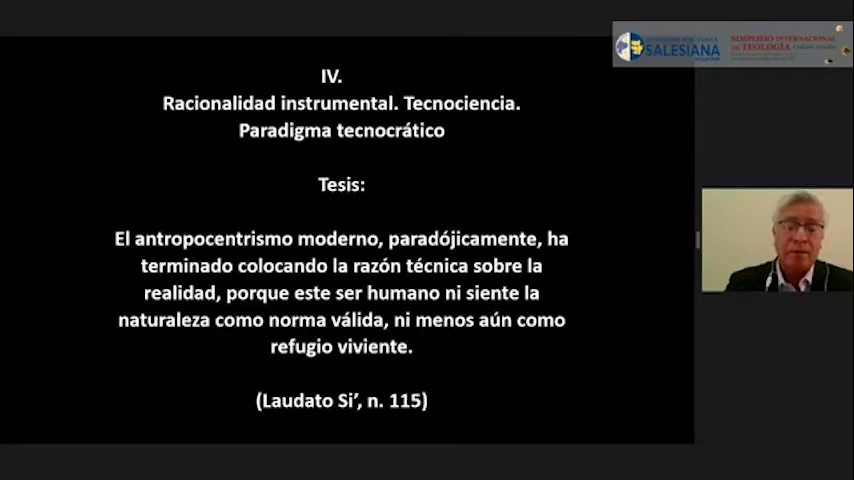 SALESIANA
SIMPOSIO INTERNACIONAL
DE TEOLOGÍA
IV.
Racionalidad instrumental. Tecnociencia.
Paradigma tecnocrático
Tesis:
El antropocentrismo moderno, paradójicamente, ha
terminado colocando la razón técnica sobre la
realidad, porque este ser humano ni siente la
naturaleza como norma válida, ni menos aún como
refugio viviente.
(Laudato Si’, n. 115)